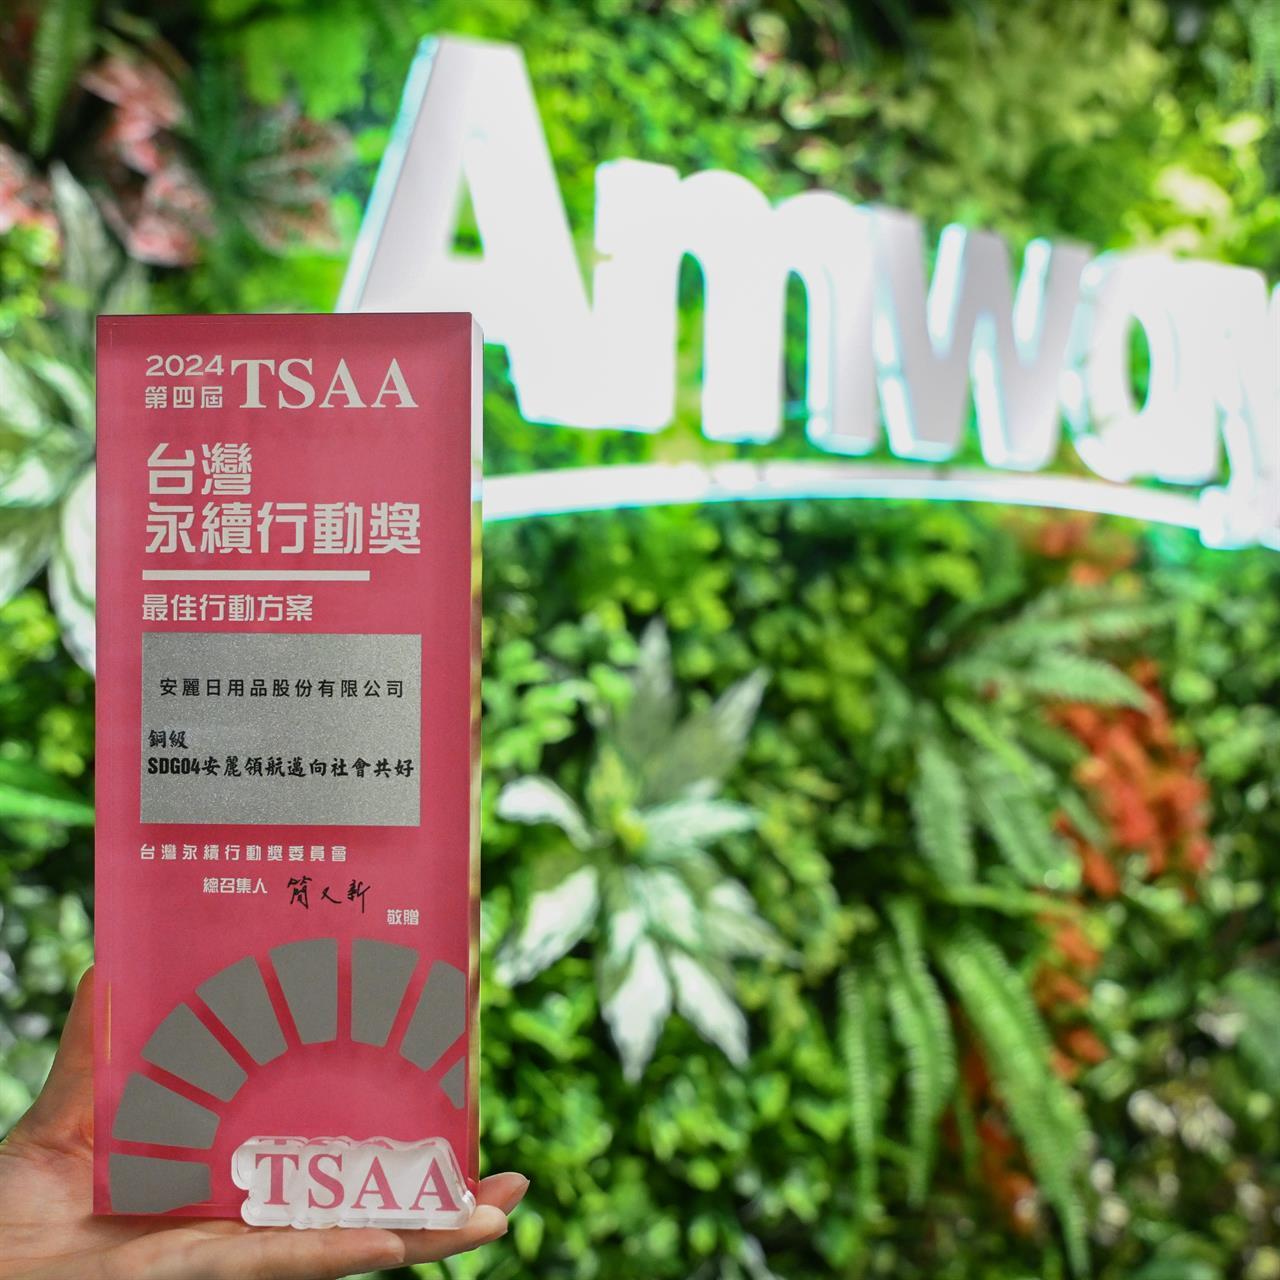 Amway
2024
第四屆 TSAA
台灣
永續行動獎
最佳行動方案
安麗日用品股份有限公司
銅級
SDG04安麗領航邁向社會共好
台灣永續行動獎委員會
總召集人 簡又新
敬贈
TSAA